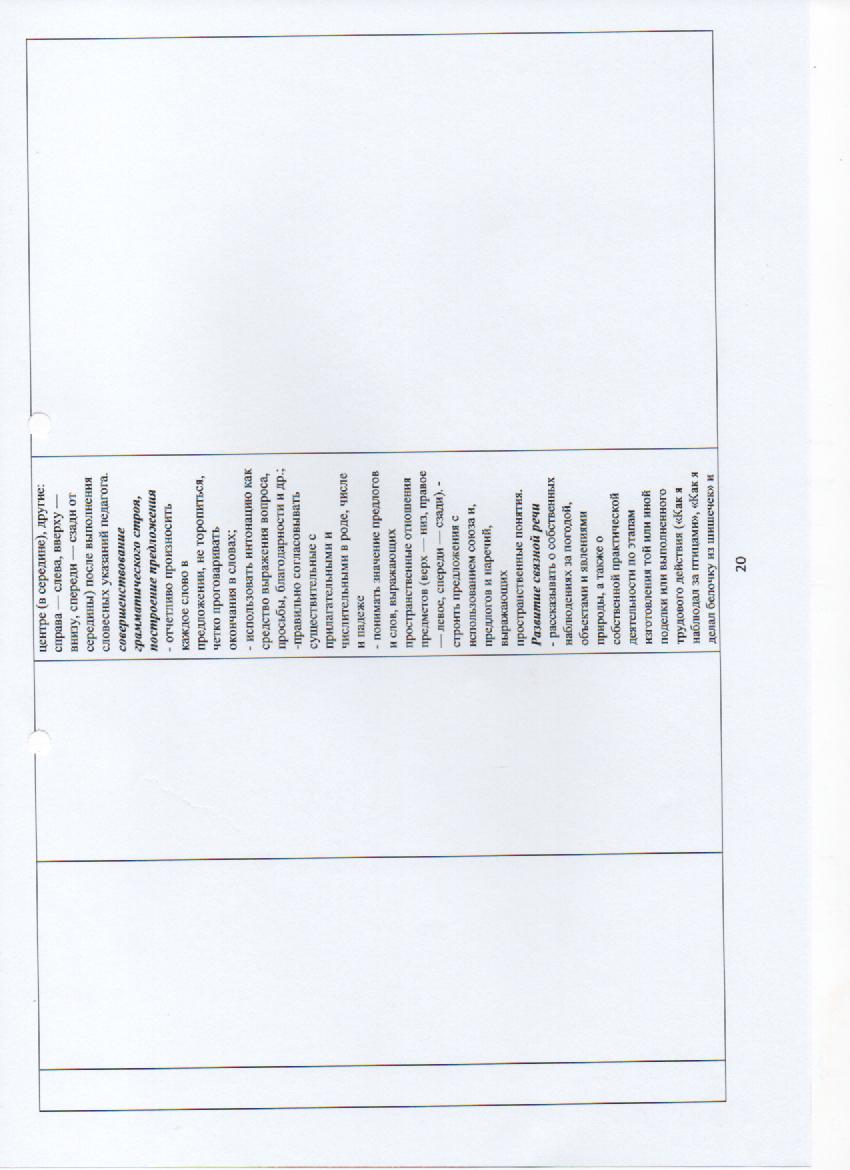 центре (в середине), другие:
справа — слева, вверху —
внизу, спереди — сзади от
середины) после выполнения
словесных указаний педагога.
совершенствование
грамматического строя,
построение предложения
- отчетливо произносить
каждое слово в
предложении, не торопиться,
четко проговаривать
окончания в словах;
- использовать интонацию как
средство выражения вопроса,
просьбы, благодарности и др.;
-правильно согласовывать
существительные с
прилагательными и
числительными в роде, числе
и падеже
- понимать значение предлогов
и слов, выражающих
пространственные отношения
предметов (верх — низ, правое
— левое, спереди — сзади). -
строить предложения с
использованием союза и,
предлогов и наречий,
выражающих
пространственные понятия.
Развитие связной речи
- рассказывать о собственных
наблюдениях за погодой,
объектами и явлениями
природы, а также о
собственной практической
деятельности по этапам
изготовления той или иной
поделки или выполненного
трудового действия («Как я
наблюдал за птицами», «Как я
делал белочку из шишечек» и
20